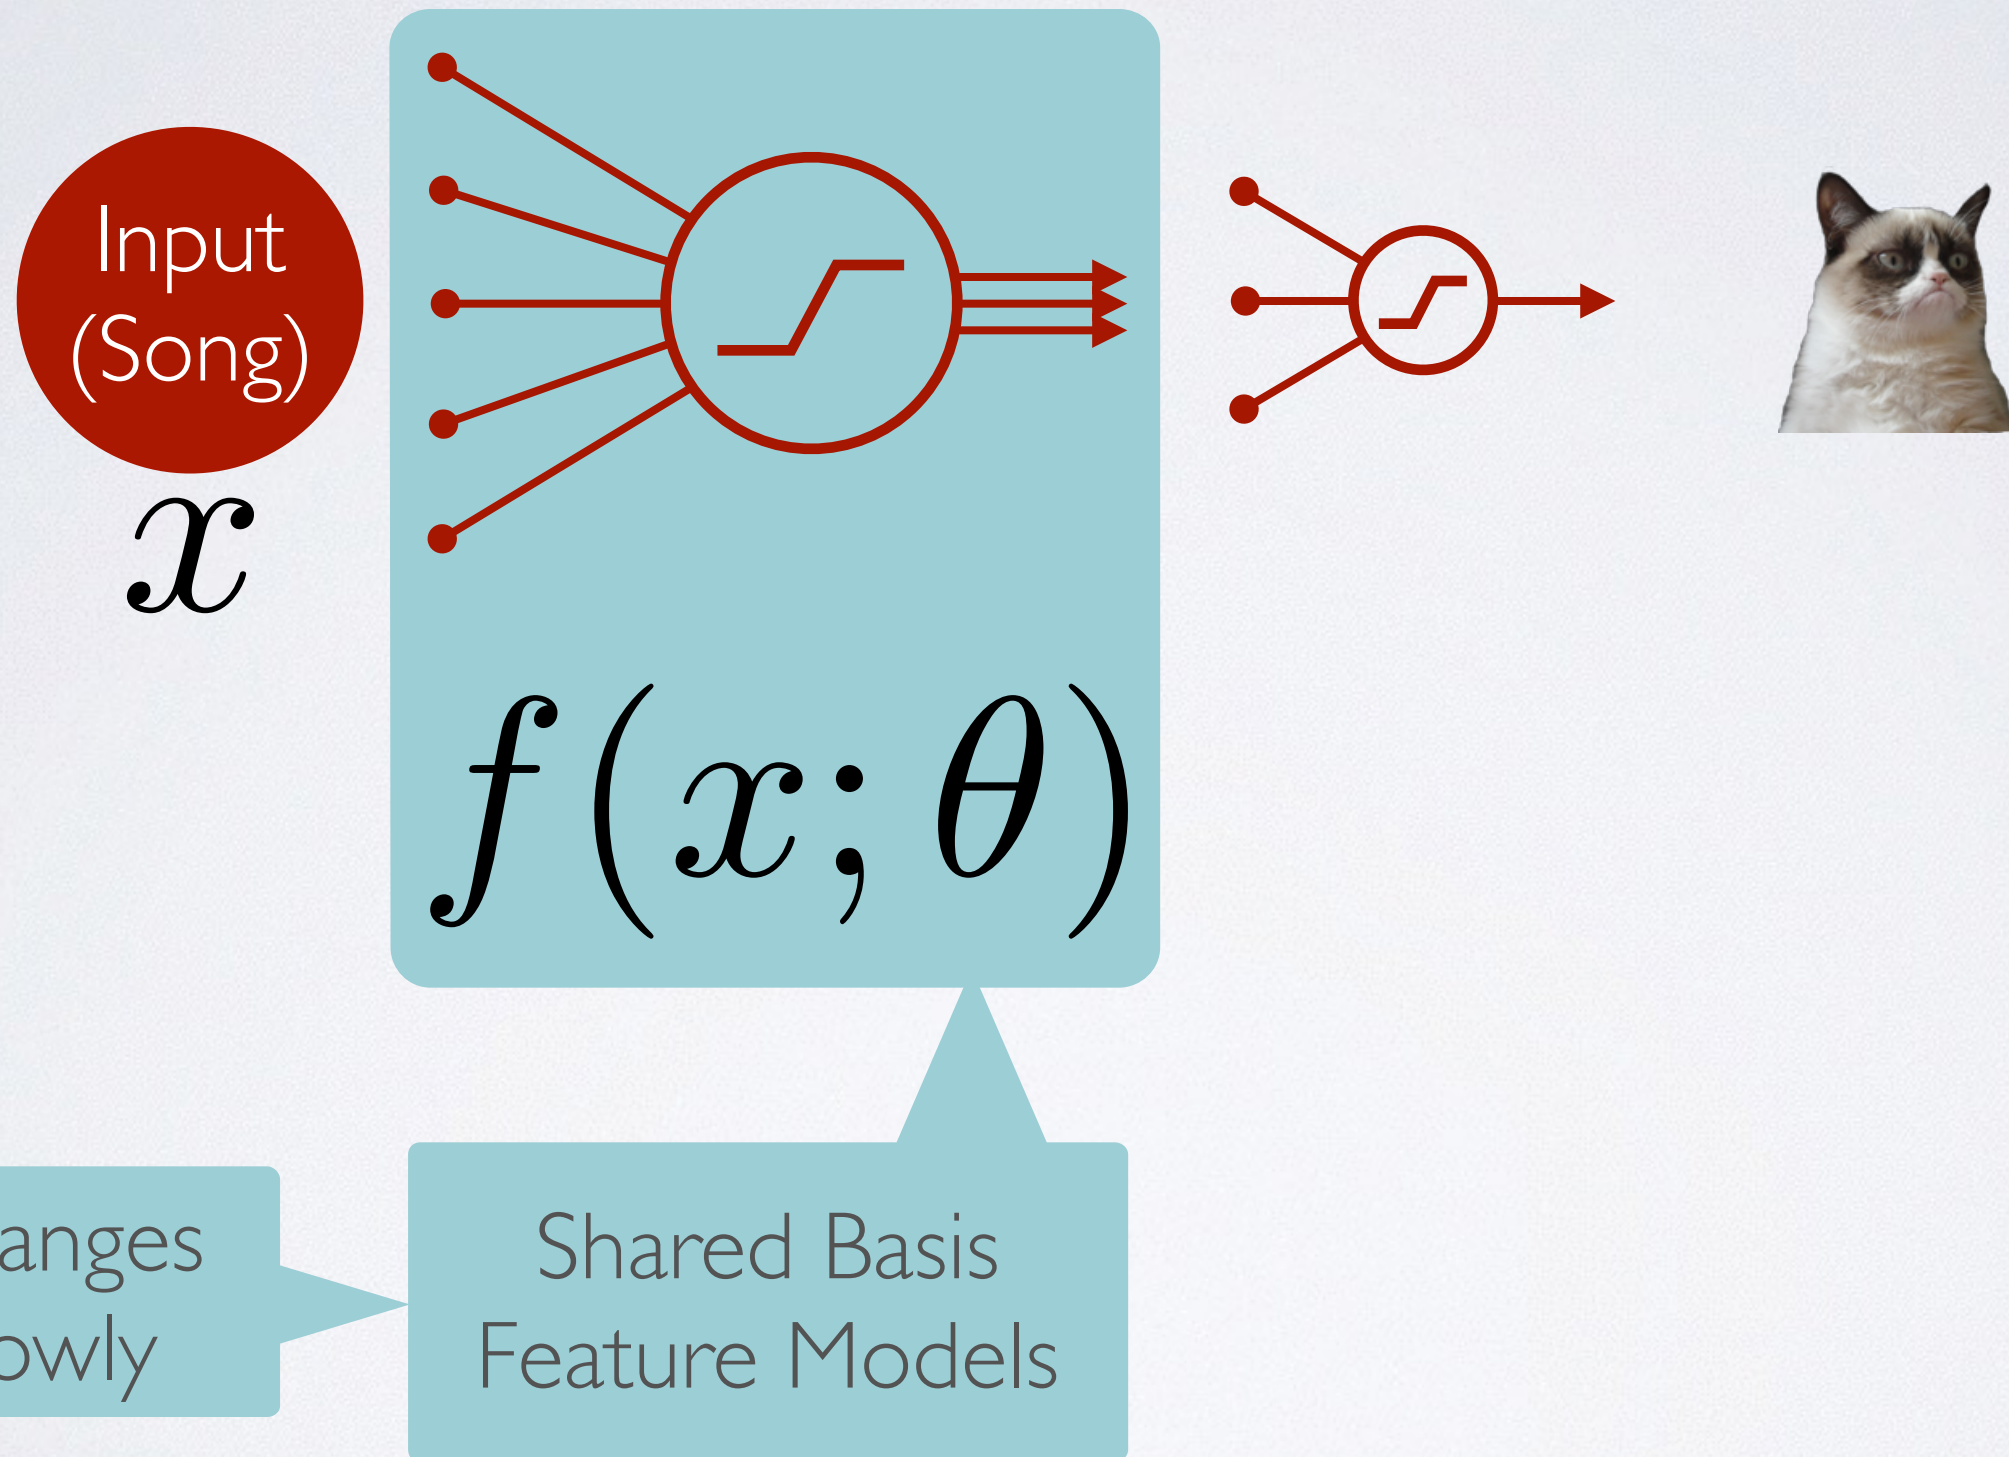 Input
(Song)
x
f(x; θ)
anges
owly
Shared Basis
Feature Models